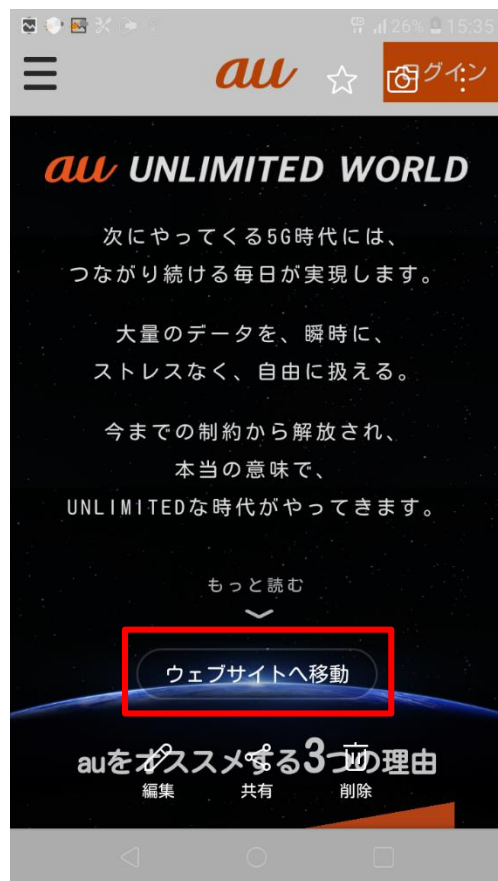 26% 15:35
au
グイン
au UNLIMITED WORLD
次にやってくる5G時代には、
つながり続ける毎日が実現します。
大量のデータを、瞬時に、
ストレスなく、自由に扱える。
今までの制約から解放され、
本当の意味で、
UNLIMITEDな時代がやってきます。
もっと読む
ウェブサイトへ移動
auをオススメする3つの理由
編集 共有 削除